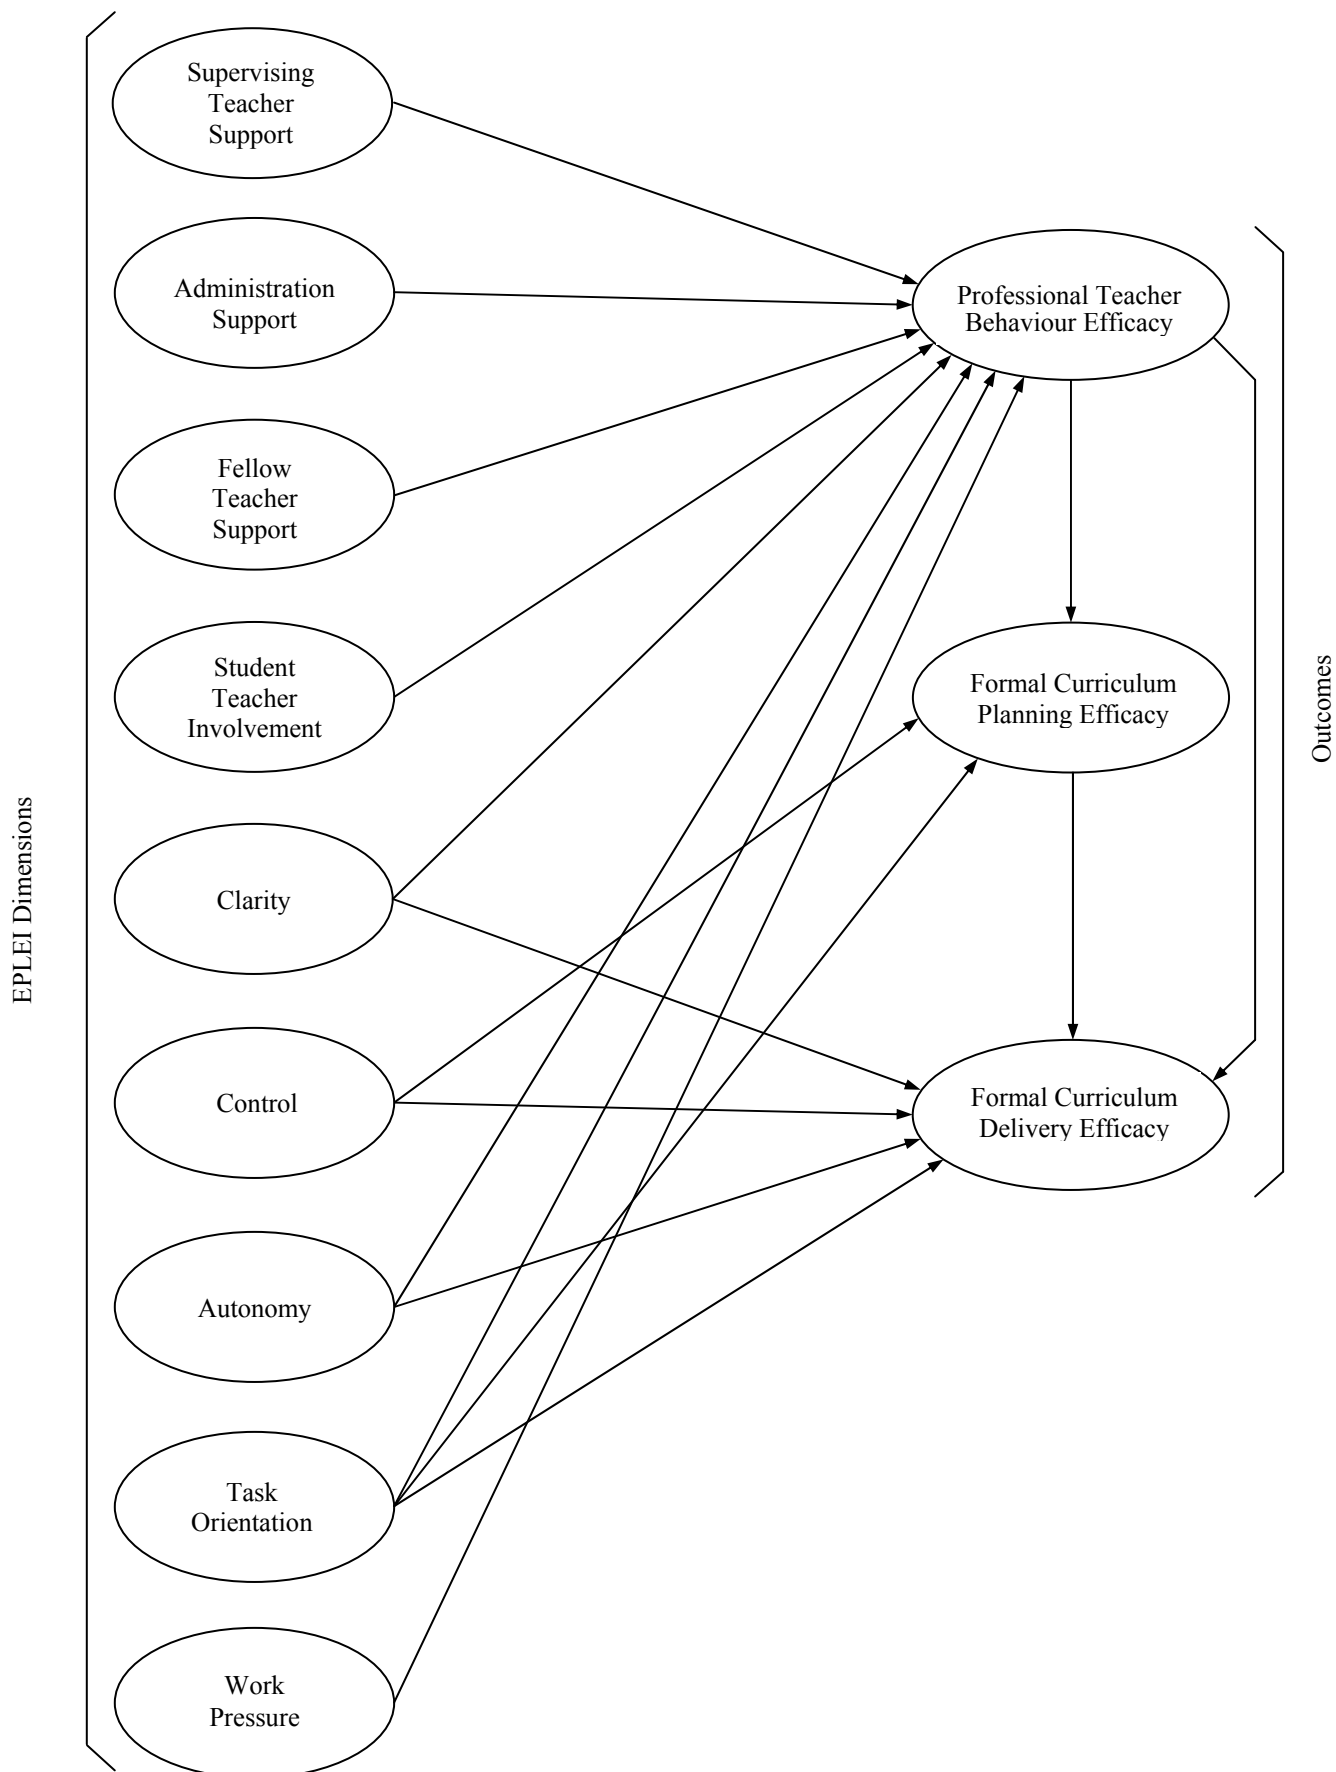 EPLEI Dimensions
Supervising
Teacher
Support
Administration
Support
Fellow
Teacher
Support
Student
Teacher
Involvement
Clarity
Control
Autonomy
Task
Orientation
Work
Pressure
Professional Teacher
Behaviour Efficacy
Formal Curriculum
Planning Efficacy
Formal Curriculum
Delivery Efficacy
Outcomes